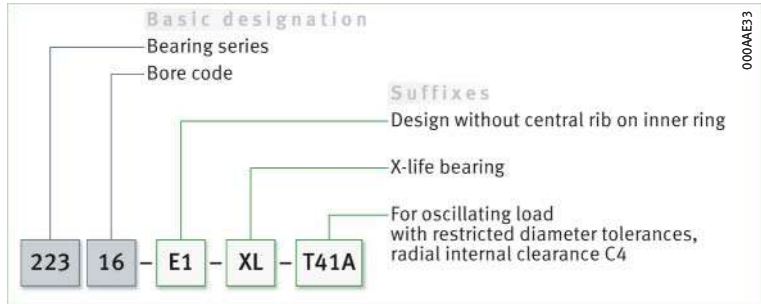 Basic designation
Bearing series
Bore code
Suffixes
Design without central rib on inner ring
X-life bearing
For oscillating load
with restricted diameter tolerances,
radial internal clearance C4
223 16 – E1 – XL – T41A
000AAE33